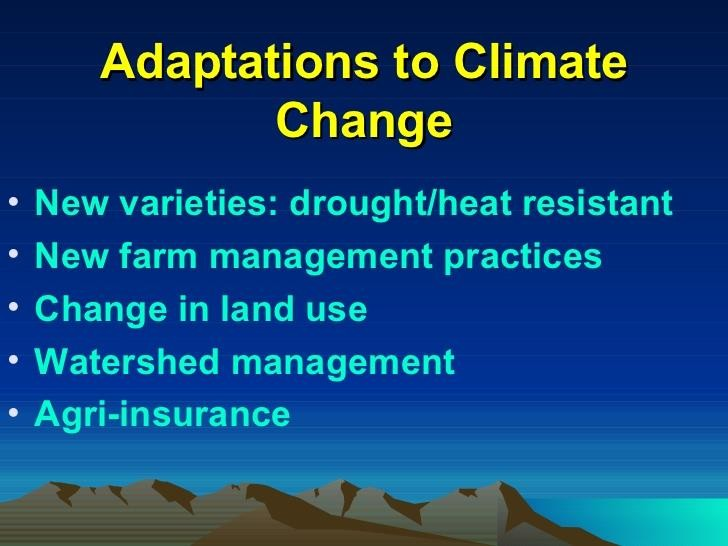 Adaptations to Climate
Change
• New varieties: drought/heat resistant
• New farm management practices
• Change in land use
• Watershed management
• Agri-insurance